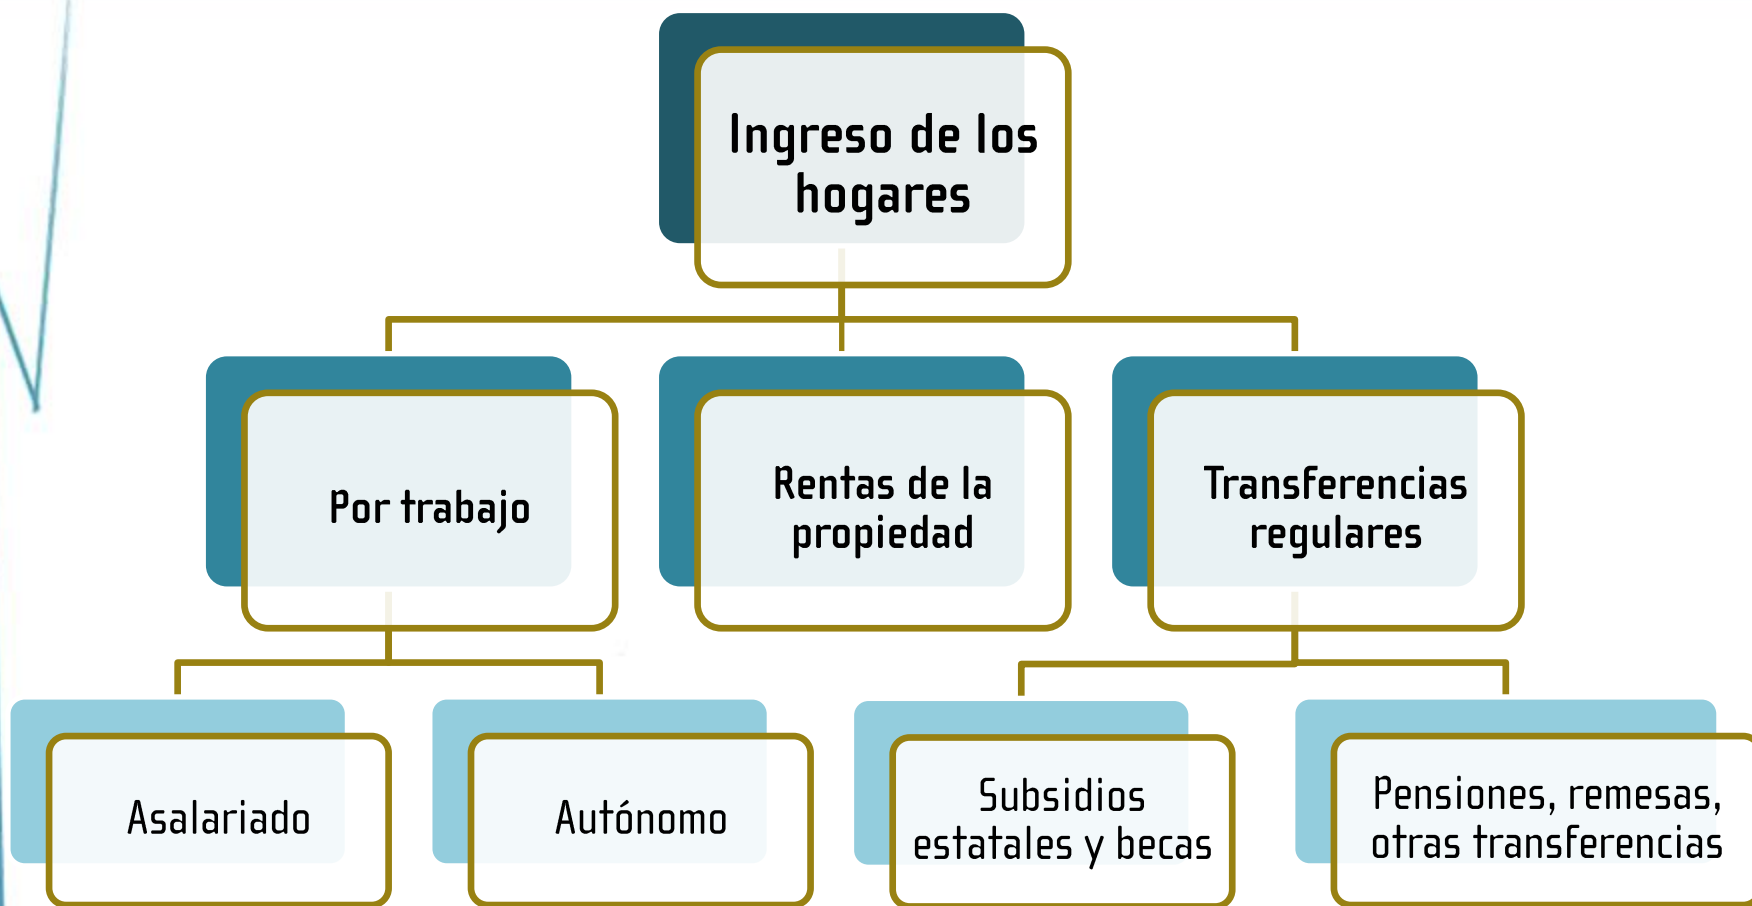 Ingreso de los
hogares
Por trabajo
Rentas de la
propiedad
Transferencias
regulares
Asalariado
Autónomo
Subsidios
estatales y becas
Pensiones, remesas,
otras transferencias